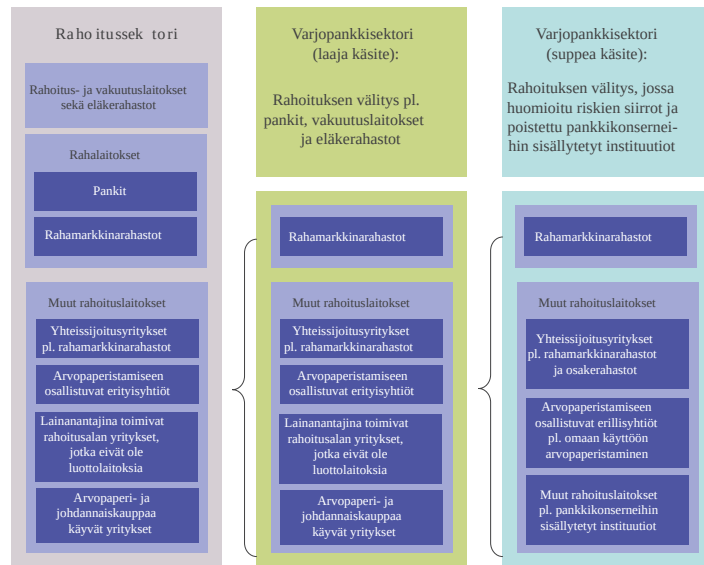 Rahoitussektori
Rahoitus- ja vakuutuslaitokset
sekä eläkerahastot
Rahalaitokset
Pankit
Rahamarkkinarahastot
Muut rahoituslaitokset
Yhteissijoitusyritykset
pl. rahamarkkinarahastot
Arvopaperistamiseen
osallistuvat erityisyhtiöt
Lainanantajina toimivat
rahoitusalan yritykset,
jotka eivät ole
luottolaitoksia
Arvopaperi- ja
johdannaiskauppaa
käyvät yritykset
Varjopankkisektori
(laaja käsite):
Rahoituksen välitys pl.
pankit, vakuutuslaitokset
ja eläkerahastot
Rahamarkkinarahastot
Muut rahoituslaitokset
Yhteissijoitusyritykset
pl. rahamarkkinarahastot
Arvopaperistamiseen
osallistuvat erityisyhtiöt
Lainanantajina toimivat
rahoitusalan yritykset,
jotka eivät ole
luottolaitoksia
Arvopaperi- ja
johdannaiskauppaa
käyvät yritykset
Varjopankkisektori
(suppea käsite):
Rahoituksen välitys, jossa
huomioitu riskien siirrot ja
poistettu pankkikonsernei-
hin sisällytetyt instituutiot
Rahamarkkinarahastot
Muut rahoituslaitokset
Yhteissijoitusyritykset
pl. rahamarkkinarahastot
ja osakerahastot
Arvopaperistamiseen
osallistuvat erillisyhtiöt
pl. omaan käyttöön
arvopaperistaminen
Muut rahoituslaitokset
pl. pankkikonserneihin
sisällytetyt instituutiot